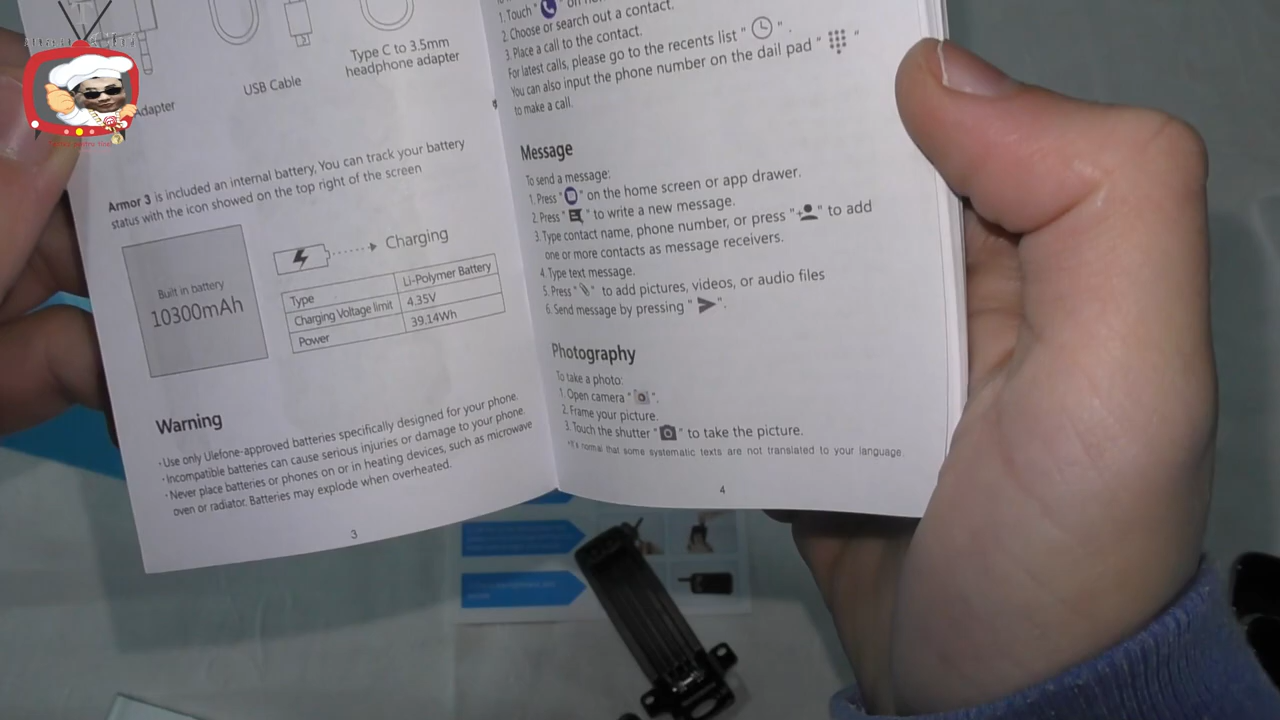 Adapter
USB Cable
Type C to 3.5mm
headphone adapter
Armor 3 is included an internal battery, You can track your battery
status with the icon showed on the top right of the screen
Built in battery
10300mAh
Charging
Type Li-Polymer Battery
Charging Voltage limit 4.35V
Power 39.14Wh
Warning
· Use only Ulefone-approved batteries specifically designed for your phone.
· Incompatible batteries can cause serious injuries or damage to your phone.
· Never place batteries or phones on or in heating devices, such as microwave
oven or radiator. Batteries may explode when overheated.
3
1. Touch "
2. Choose or search out a contact.
3. Place a call to the contact.
For latest calls, please go to the recents list " ".
You can also input the phone number on the dail pad " "
to make a call.
Message
To send a message:
1. Press " " on the home screen or app drawer.
2. Press " " to write a new message.
3. Type contact name, phone number, or press " " to add
one or more contacts as message receivers.
4. Type text message.
5. Press " " to add pictures, videos, or audio files
6. Send message by pressing " ".
Photography
To take a photo:
1. Open camera " ".
2. Frame your picture.
3. Touch the shutter " " to take the picture.
*It's normal that some systematic texts are not translated to your language.
4